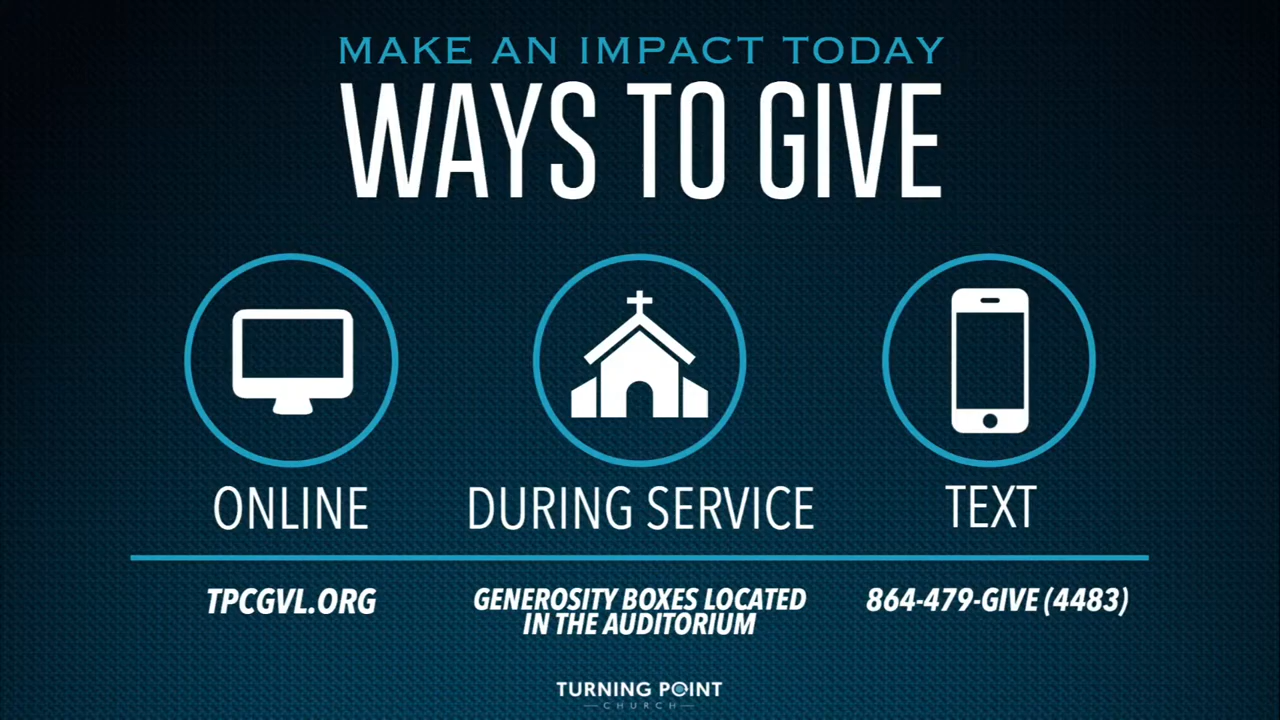 MAKE AN IMPACT TODAY
WAYS TO GIVE
ONLINE
DURING SERVICE
TEXT
TPCGVL.ORG
GENEROSITY BOXES LOCATED
IN THE AUDITORIUM
864-479-GIVE (4483)
TURNING POINT
CHURCH